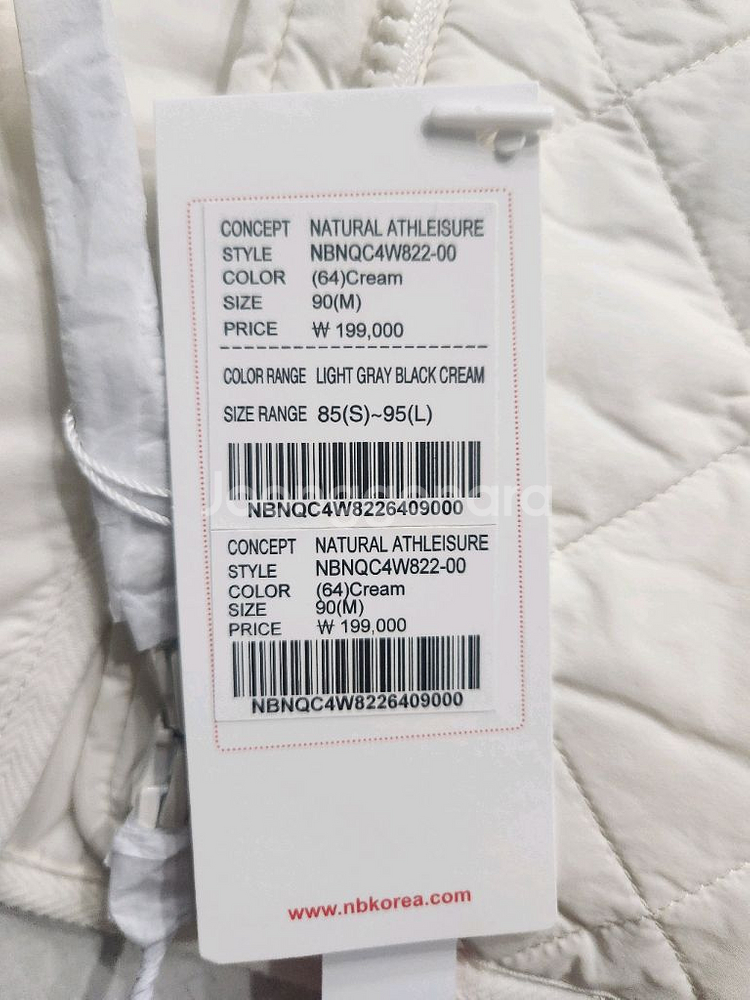 CONCEPT NATURAL ATHLEISURE
STYLE NBNQC4W822-00
COLOR (64)Cream
SIZE 90(M)
PRICE ₩ 199,000
COLOR RANGE LIGHT GRAY BLACK CREAM
SIZE RANGE 85(S)~95(L)
Joonggonara
NBNQC4W8226409000
CONCEPT NATURAL ATHLEISURE
STYLE NBNQC4W822-00
COLOR (64)Cream
SIZE 90(M)
PRICE ₩ 199,000
NBNQC4W8226409000
www.nbkorea.com